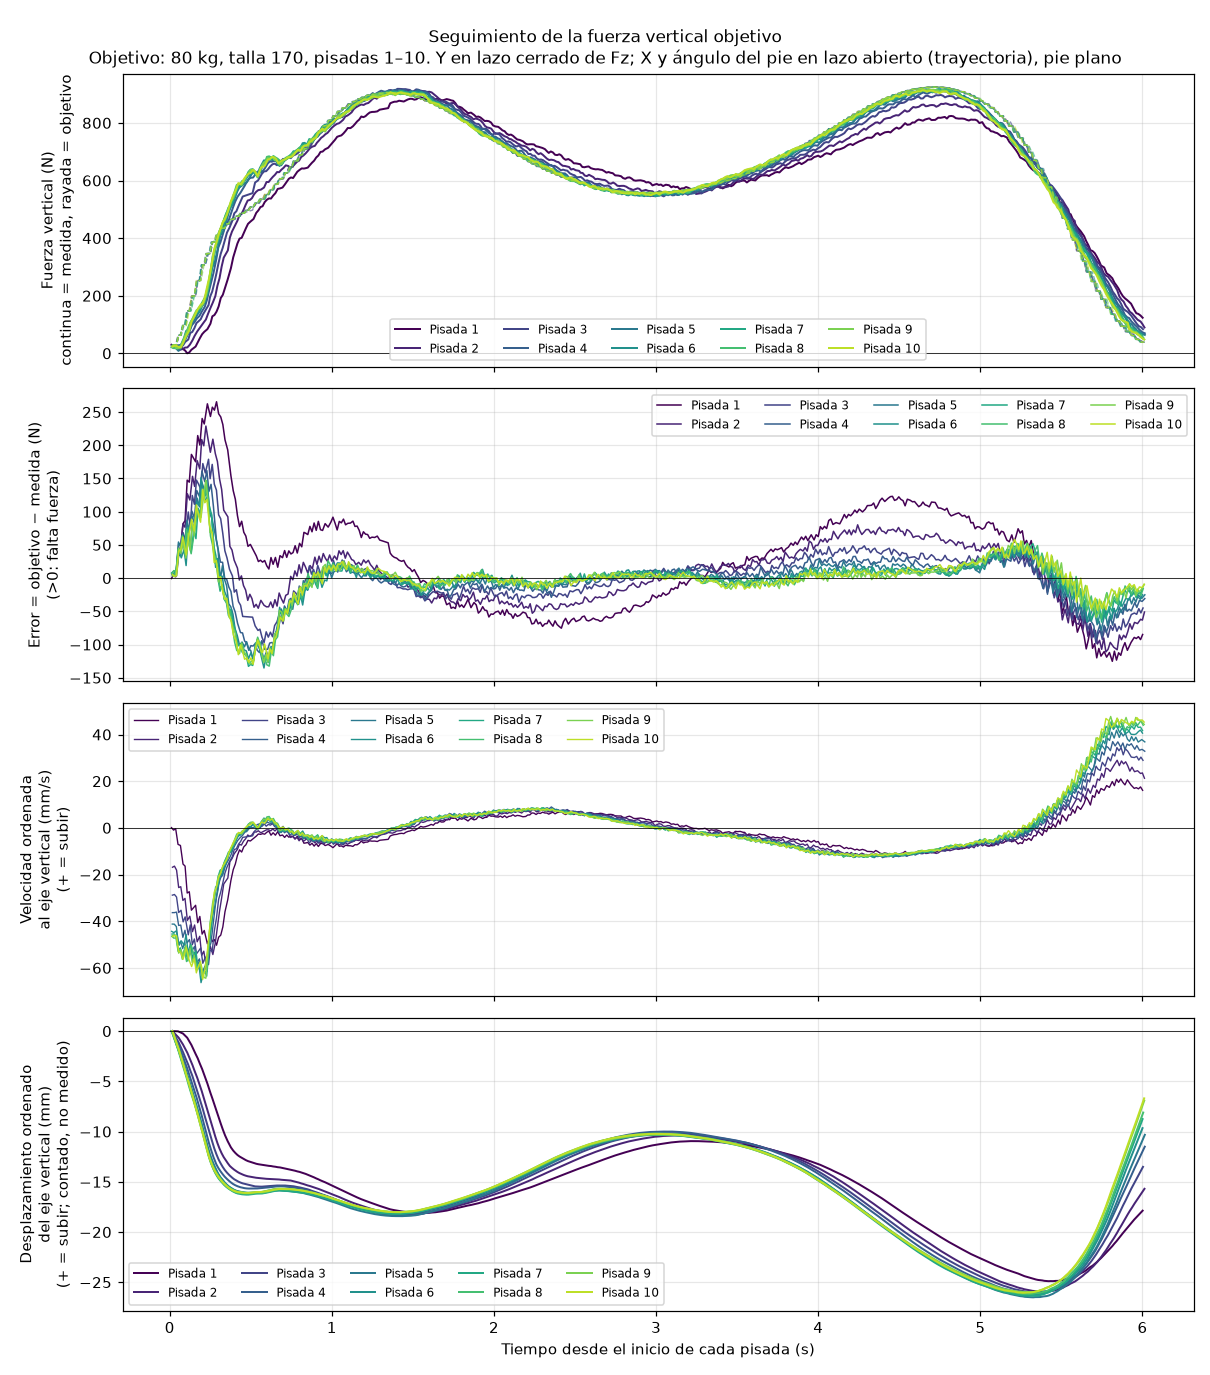 Seguimiento de la fuerza vertical objetivo
Objetivo: 80 kg, talla 170, pisadas 1–10. Y en lazo cerrado de Fz; X y ángulo del pie en lazo abierto (trayectoria), pie plano
Fuerza vertical (N)
continua = medida, rayada = objetivo
800
600
400
200
0
Pisada 1 Pisada 3 Pisada 5 Pisada 7 Pisada 9
Pisada 2 Pisada 4 Pisada 6 Pisada 8 Pisada 10
Error = objetivo − medida (N)
(>0: falta fuerza)
250
200
150
100
50
0
−50
−100
−150
Pisada 1 Pisada 3 Pisada 5 Pisada 7 Pisada 9
Pisada 2 Pisada 4 Pisada 6 Pisada 8 Pisada 10
Velocidad ordenada
al eje vertical (mm/s)
(+ = subir)
40
20
0
−20
−40
−60
Pisada 1 Pisada 3 Pisada 5 Pisada 7 Pisada 9
Pisada 2 Pisada 4 Pisada 6 Pisada 8 Pisada 10
Desplazamiento ordenado
del eje vertical (mm)
(+ = subir; contado, no medido)
0
−5
−10
−15
−20
−25
Pisada 1 Pisada 3 Pisada 5 Pisada 7 Pisada 9
Pisada 2 Pisada 4 Pisada 6 Pisada 8 Pisada 10
0 1 2 3 4 5 6
Tiempo desde el inicio de cada pisada (s)